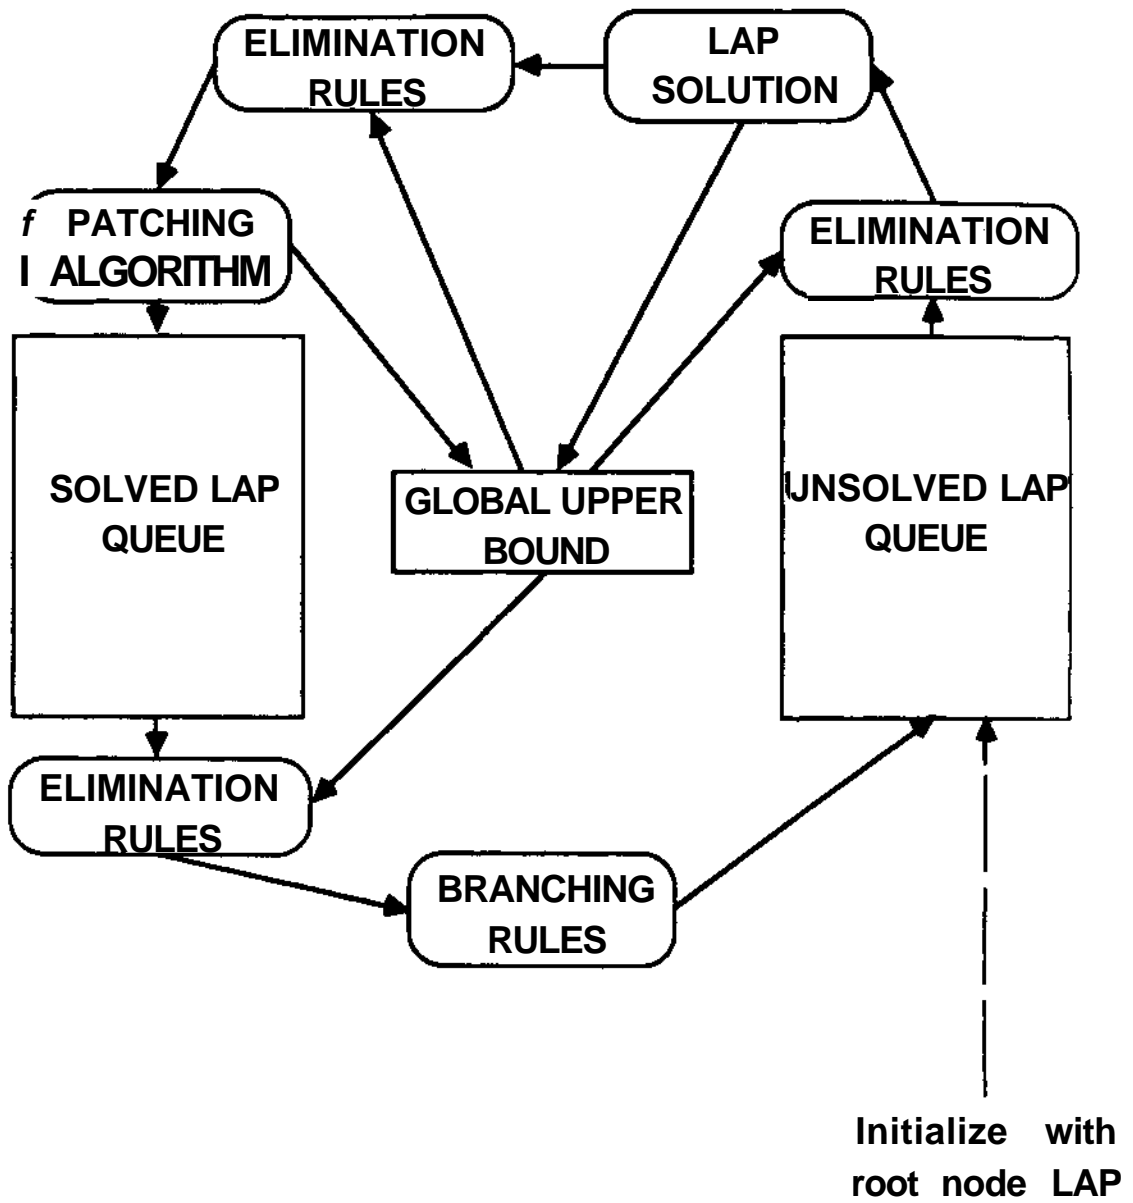 ELIMINATION
RULES
LAP
SOLUTION
f PATCHING
I ALGORITHM
ELIMINATION
RULES
SOLVED LAP
QUEUE
GLOBAL UPPER
BOUND
(JNSOLVED LAP
QUEUE
ELIMINATION
RULES
BRANCHING
RULES
Initialize with
root node LAP